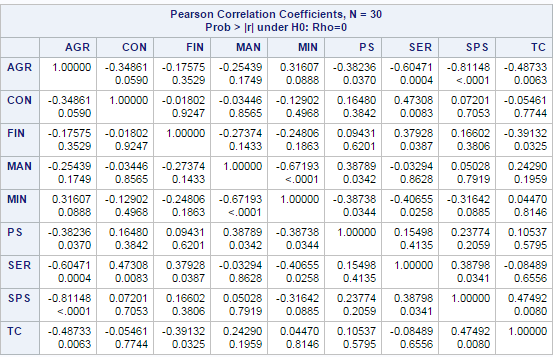 Pearson Correlation Coefficients, N = 30
Prob > |r| under H0: Rho=0
AGR CON FIN MAN MIN PS SER SPS TC
AGR 1.00000 -0.34861 -0.17575 -0.25439 0.31607 -0.38236 -0.60471 -0.81148 -0.48733
0.0590 0.3529 0.1749 0.0888 0.0370 0.0004 <.0001 0.0063
CON -0.34861 1.00000 -0.01802 -0.03446 -0.12902 0.16480 0.47308 0.07201 -0.05461
0.0590 0.9247 0.8565 0.4968 0.3842 0.0083 0.7053 0.7744
FIN -0.17575 -0.01802 1.00000 -0.27374 -0.24806 0.09431 0.37928 0.16602 -0.39132
0.3529 0.9247 0.1433 0.1863 0.6201 0.0387 0.3806 0.0325
MAN -0.25439 -0.03446 -0.27374 1.00000 -0.67193 0.38789 -0.03294 0.05028 0.24290
0.1749 0.8565 0.1433 <.0001 0.0342 0.8628 0.7919 0.1959
MIN 0.31607 -0.12902 -0.24806 -0.67193 1.00000 -0.38738 -0.40655 -0.31642 0.04470
0.0888 0.4968 0.1863 <.0001 0.0344 0.0258 0.0885 0.8146
PS -0.38236 0.16480 0.09431 0.38789 -0.38738 1.00000 0.15498 0.23774 0.10537
0.0370 0.3842 0.6201 0.0342 0.0344 0.4135 0.2059 0.5795
SER -0.60471 0.47308 0.37928 -0.03294 -0.40655 0.15498 1.00000 0.38798 -0.08489
0.0004 0.0083 0.0387 0.8628 0.0258 0.4135 0.0341 0.6556
SPS -0.81148 0.07201 0.16602 0.05028 -0.31642 0.23774 0.38798 1.00000 0.47492
<.0001 0.7053 0.3806 0.7919 0.0885 0.2059 0.0341 0.0080
TC -0.48733 -0.05461 -0.39132 0.24290 0.04470 0.10537 -0.08489 0.47492 1.00000
0.0063 0.7744 0.0325 0.1959 0.8146 0.5795 0.6556 0.0080